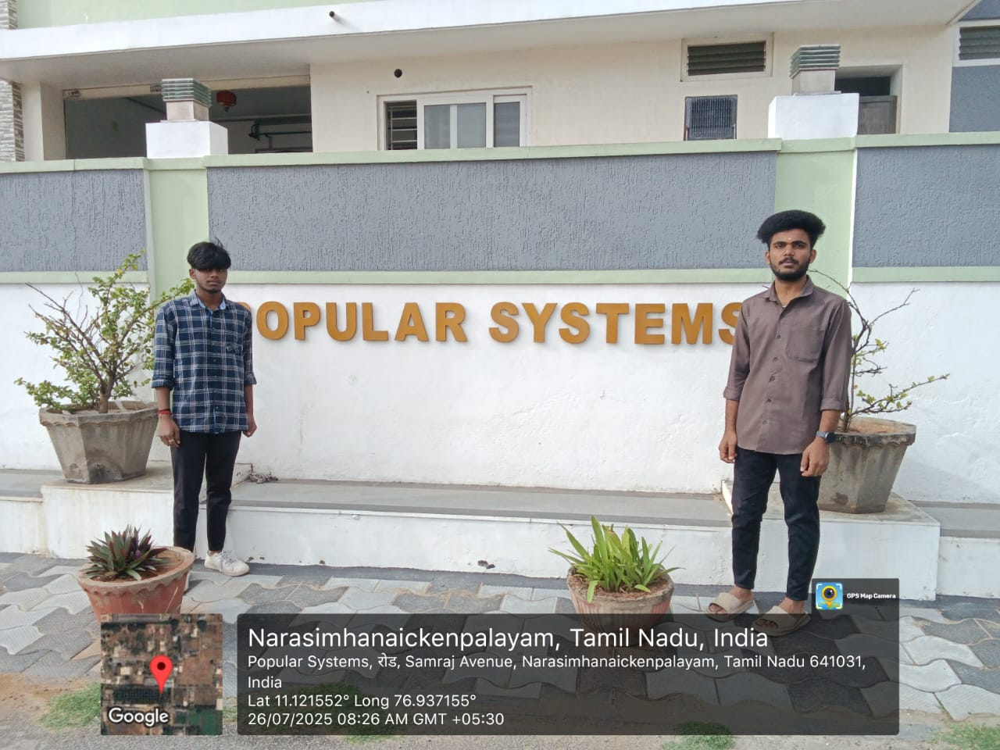 POPULAR SYSTEMS
GPS Map Camera
Narasimhanaickenpalayam, Tamil Nadu, India
Popular Systems, रोड, Samraj Avenue, Narasimhanaickenpalayam, Tamil Nadu 641031,
India
Lat 11.121552° Long 76.937155°
26/07/2025 08:26 AM GMT +05:30
Google